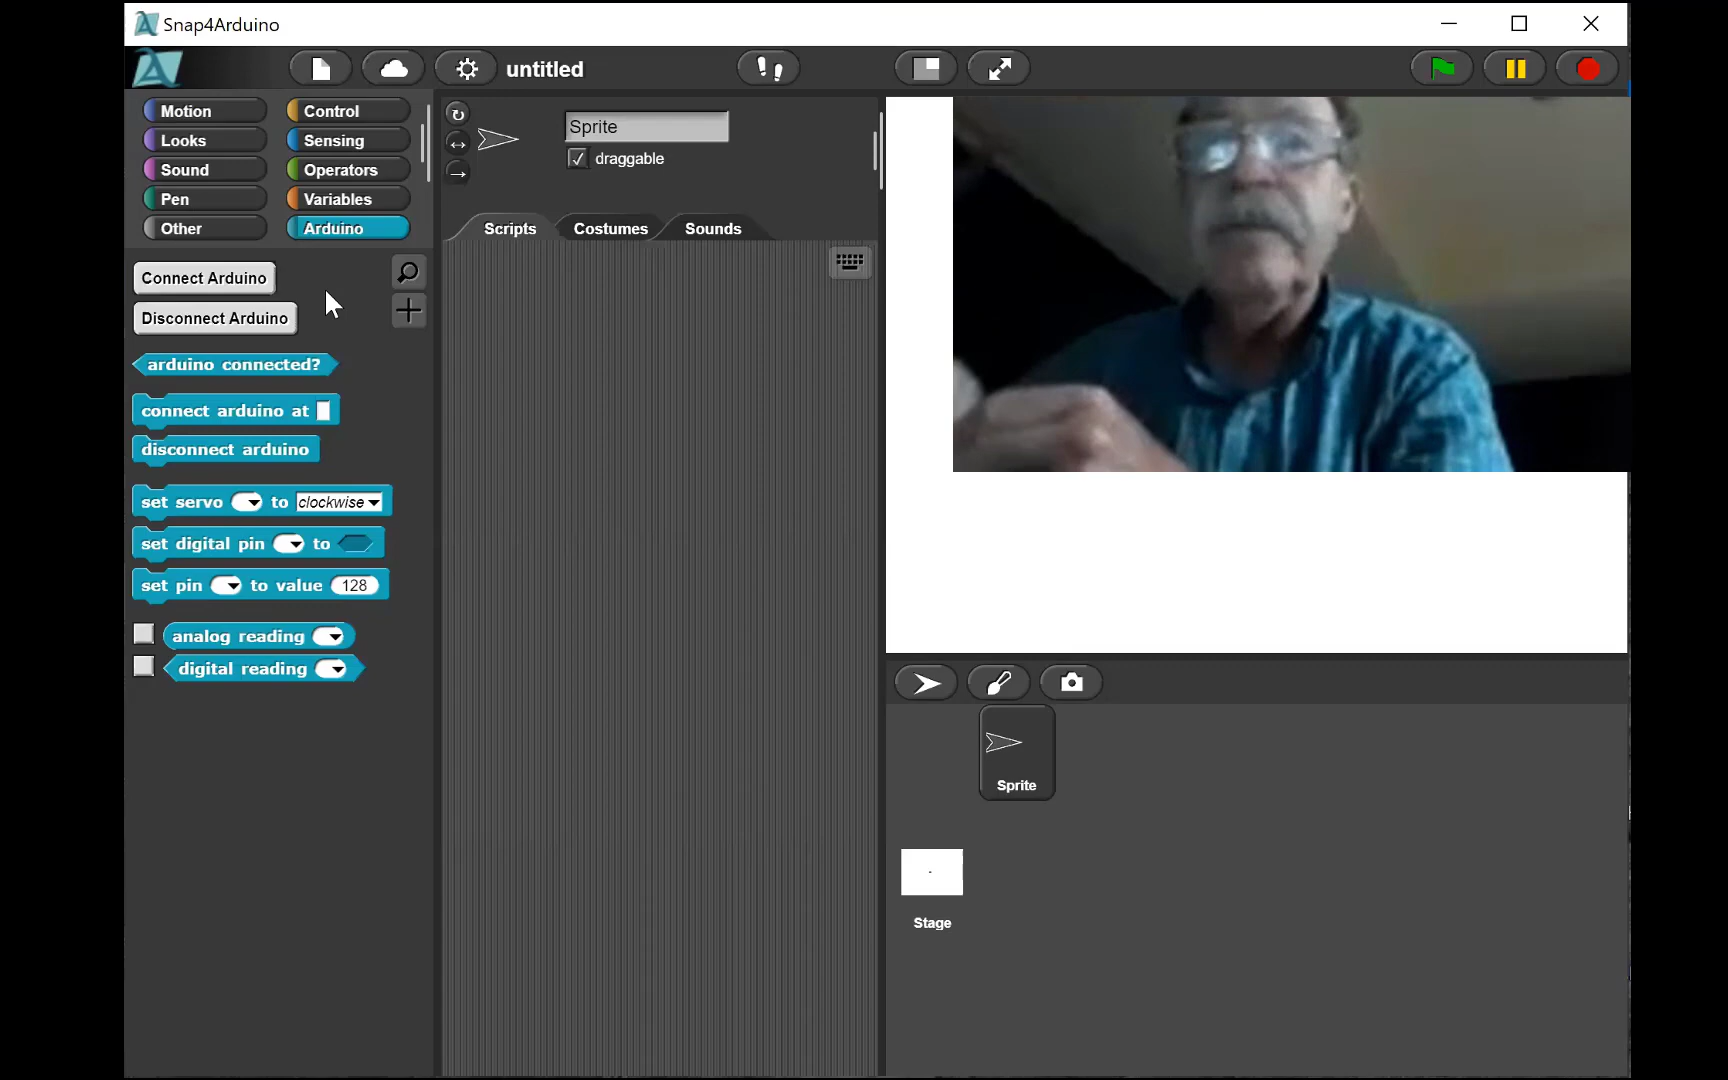 Snap4Arduino
untitled
Motion
Control
Looks
Sensing
Sound
Operators
Pen
Variables
Other
Arduino
Sprite
draggable
Scripts
Costumes
Sounds
Connect Arduino
Disconnect Arduino
arduino connected?
connect arduino at
disconnect arduino
set servo to clockwise
set digital pin to
set pin to value 128
analog reading
digital reading
Sprite
Stage